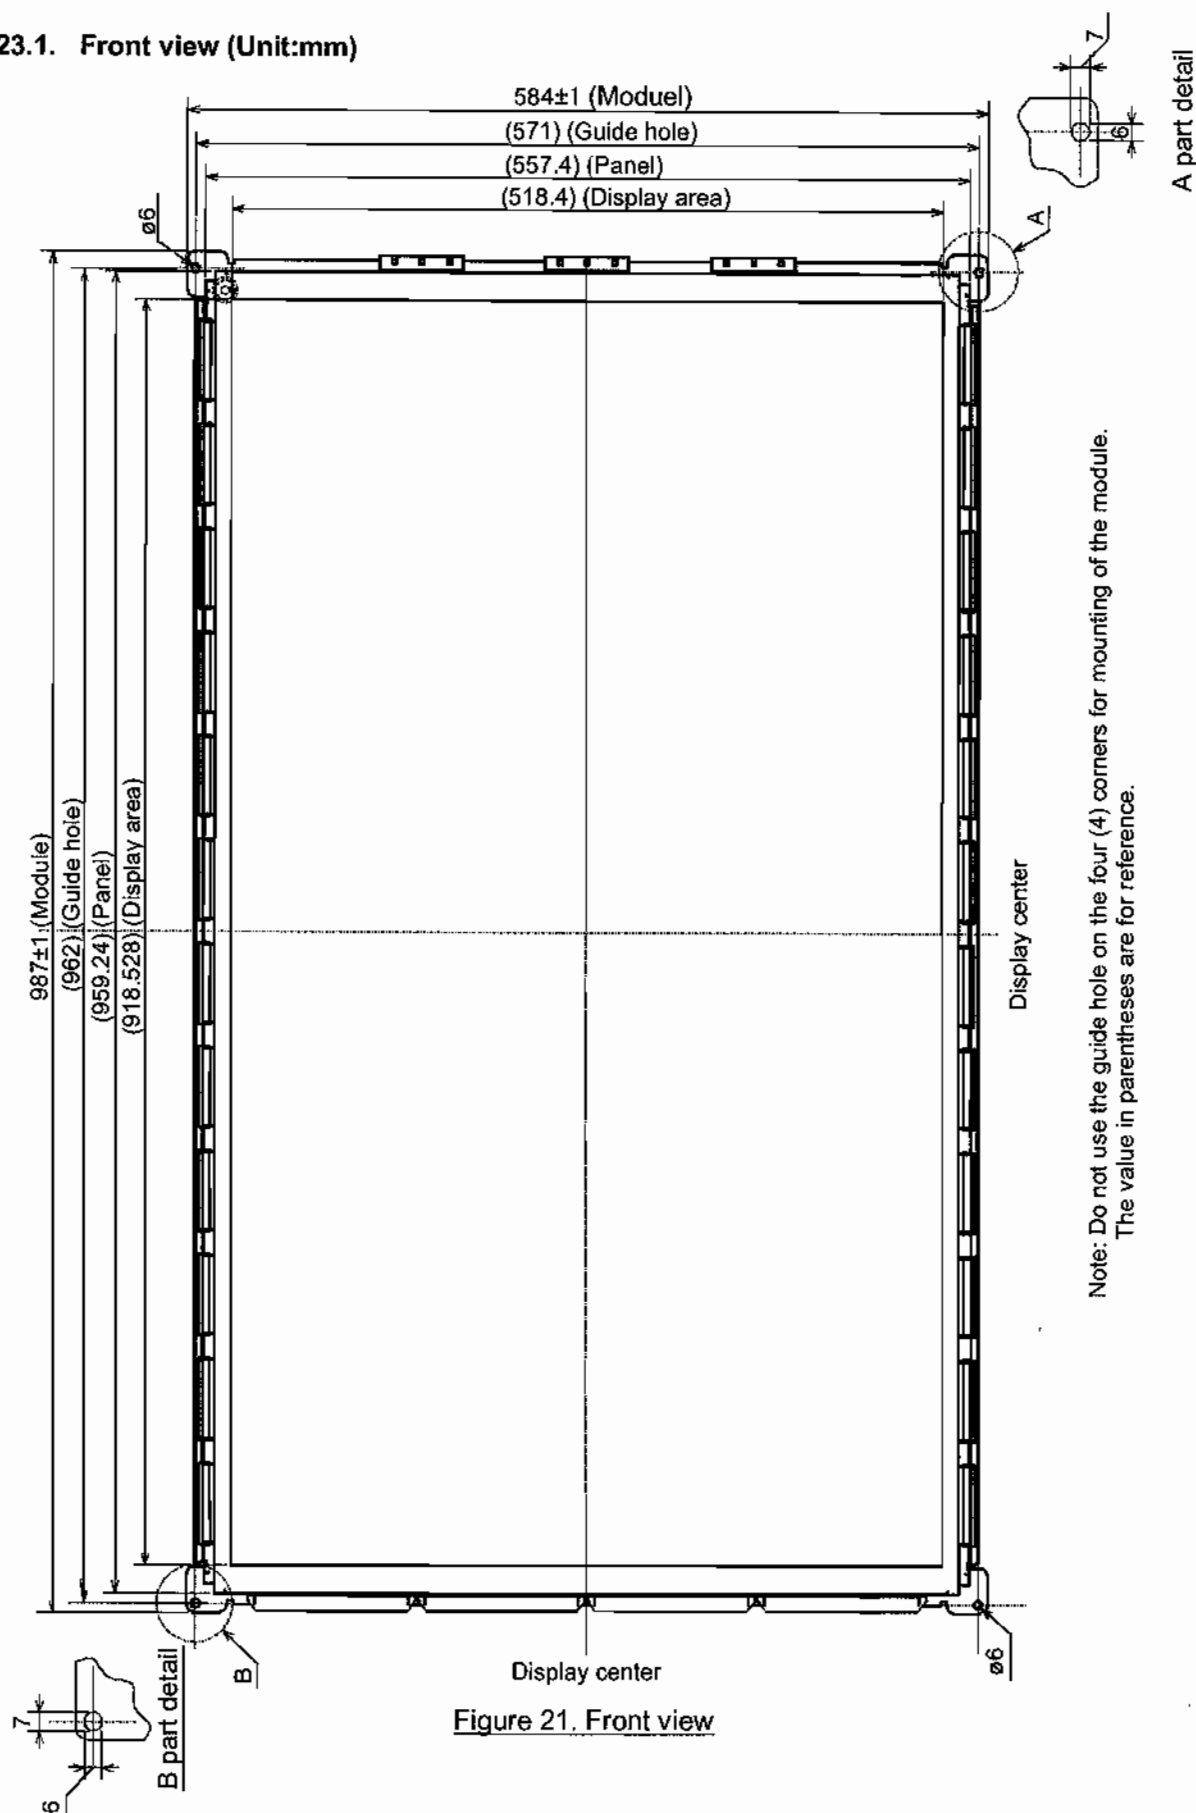 23.1. Front view (Unit:mm)
584±1 (Moduel)
(571) (Guide hole)
(557.4) (Panel)
(518.4) (Display area)
7
6
A part detail
ø6
A
987±1 (Module)
(962) (Guide hole)
(959.24) (Panel)
(918.528) (Display area)
Display center
Note: Do not use the guide hole on the four (4) corners for mounting of the module.
The value in parentheses are for reference.
B
ø6
7
6
B part detail
Display center
Figure 21. Front view